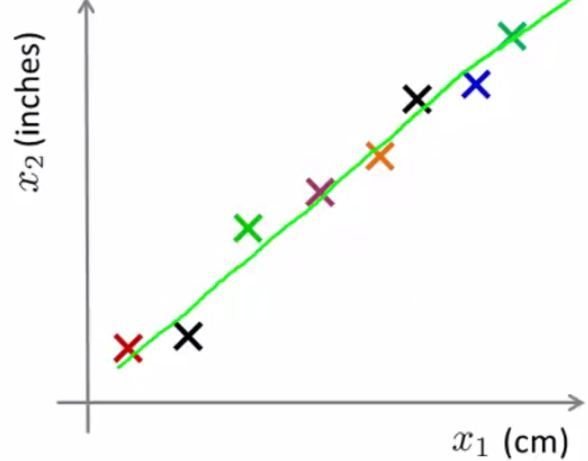 x₂ (inches)
x₁ (cm)